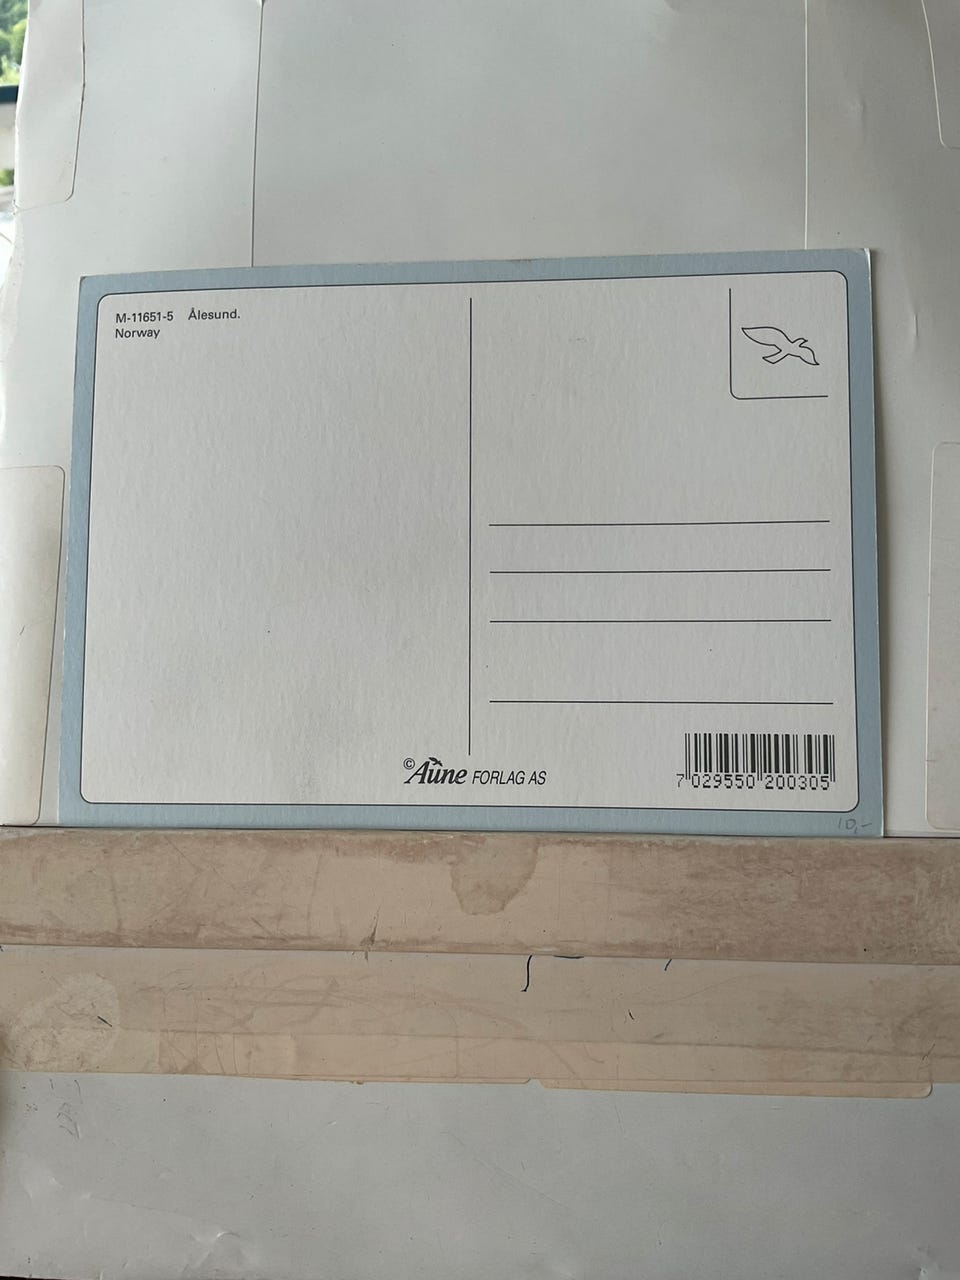 M-11651-5 Ålesund.
Norway
© Aune FORLAG AS
7 029550 200305
10,-